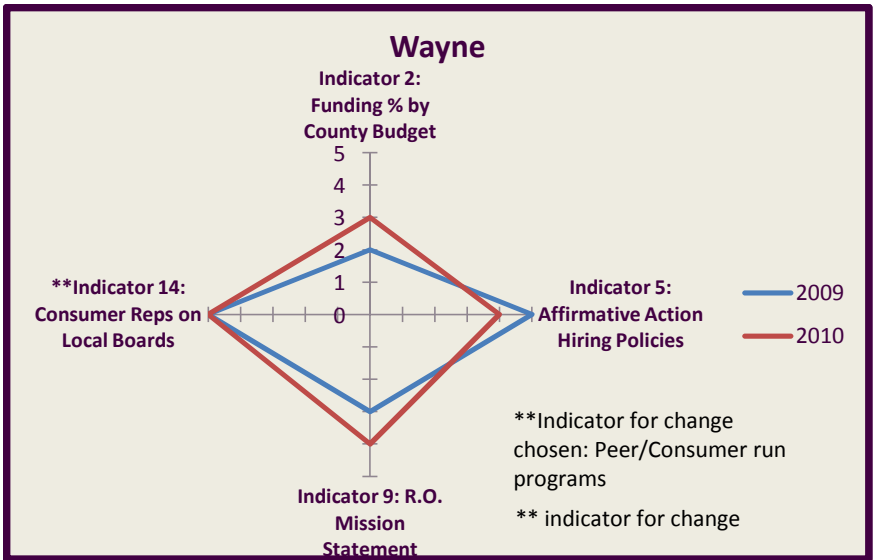 Wayne
Indicator 2:
Funding % by
County Budget
5
4
3
2
1
0
**Indicator 14:
Consumer Reps on
Local Boards
Indicator 5:
Affirmative Action
Hiring Policies
2009
2010
**Indicator for change
chosen: Peer/Consumer run
programs
** indicator for change
Indicator 9: R.O.
Mission
Statement